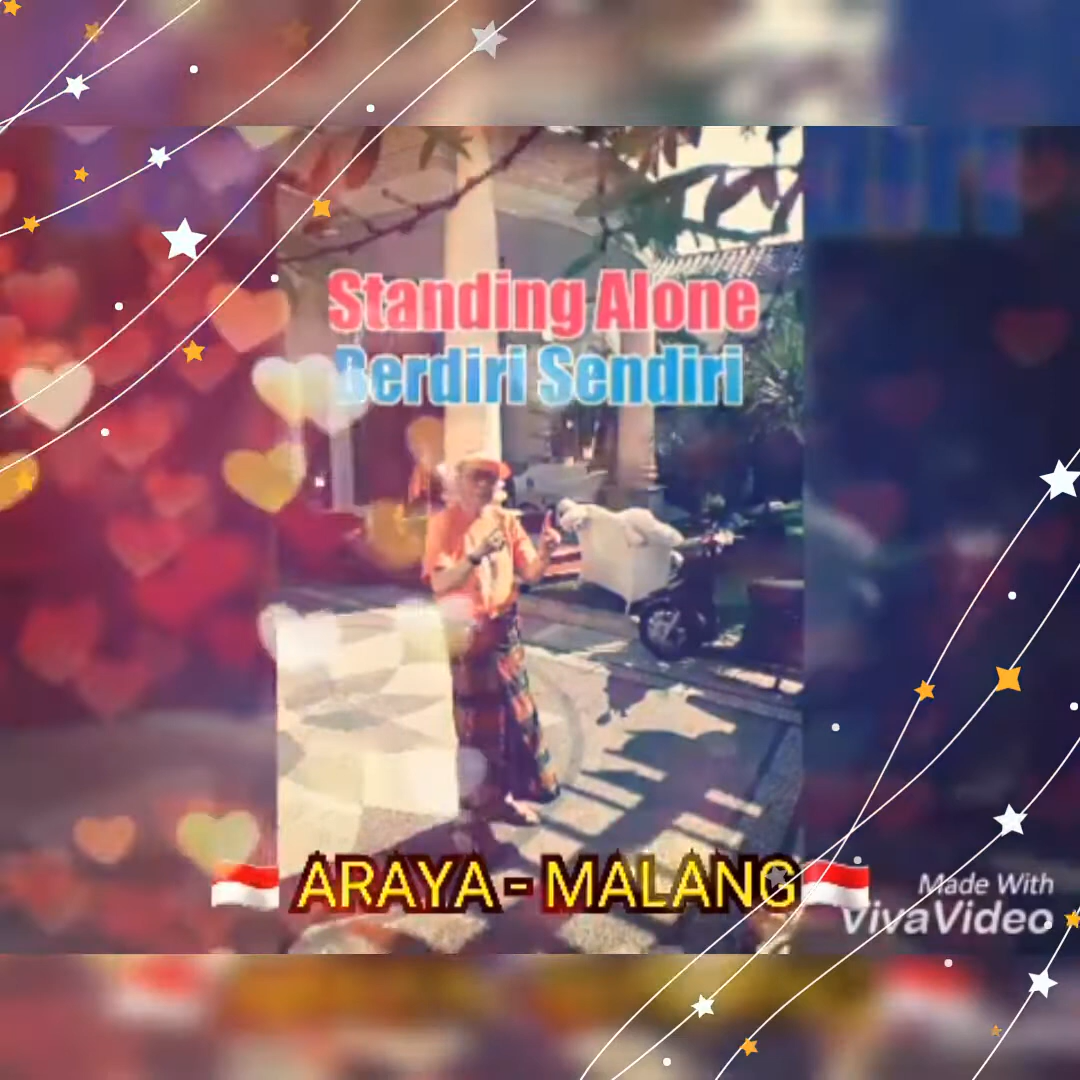 Standing Alone
Berdiri Sendiri
ARAYA - MALANG
Made With
VivaVideo